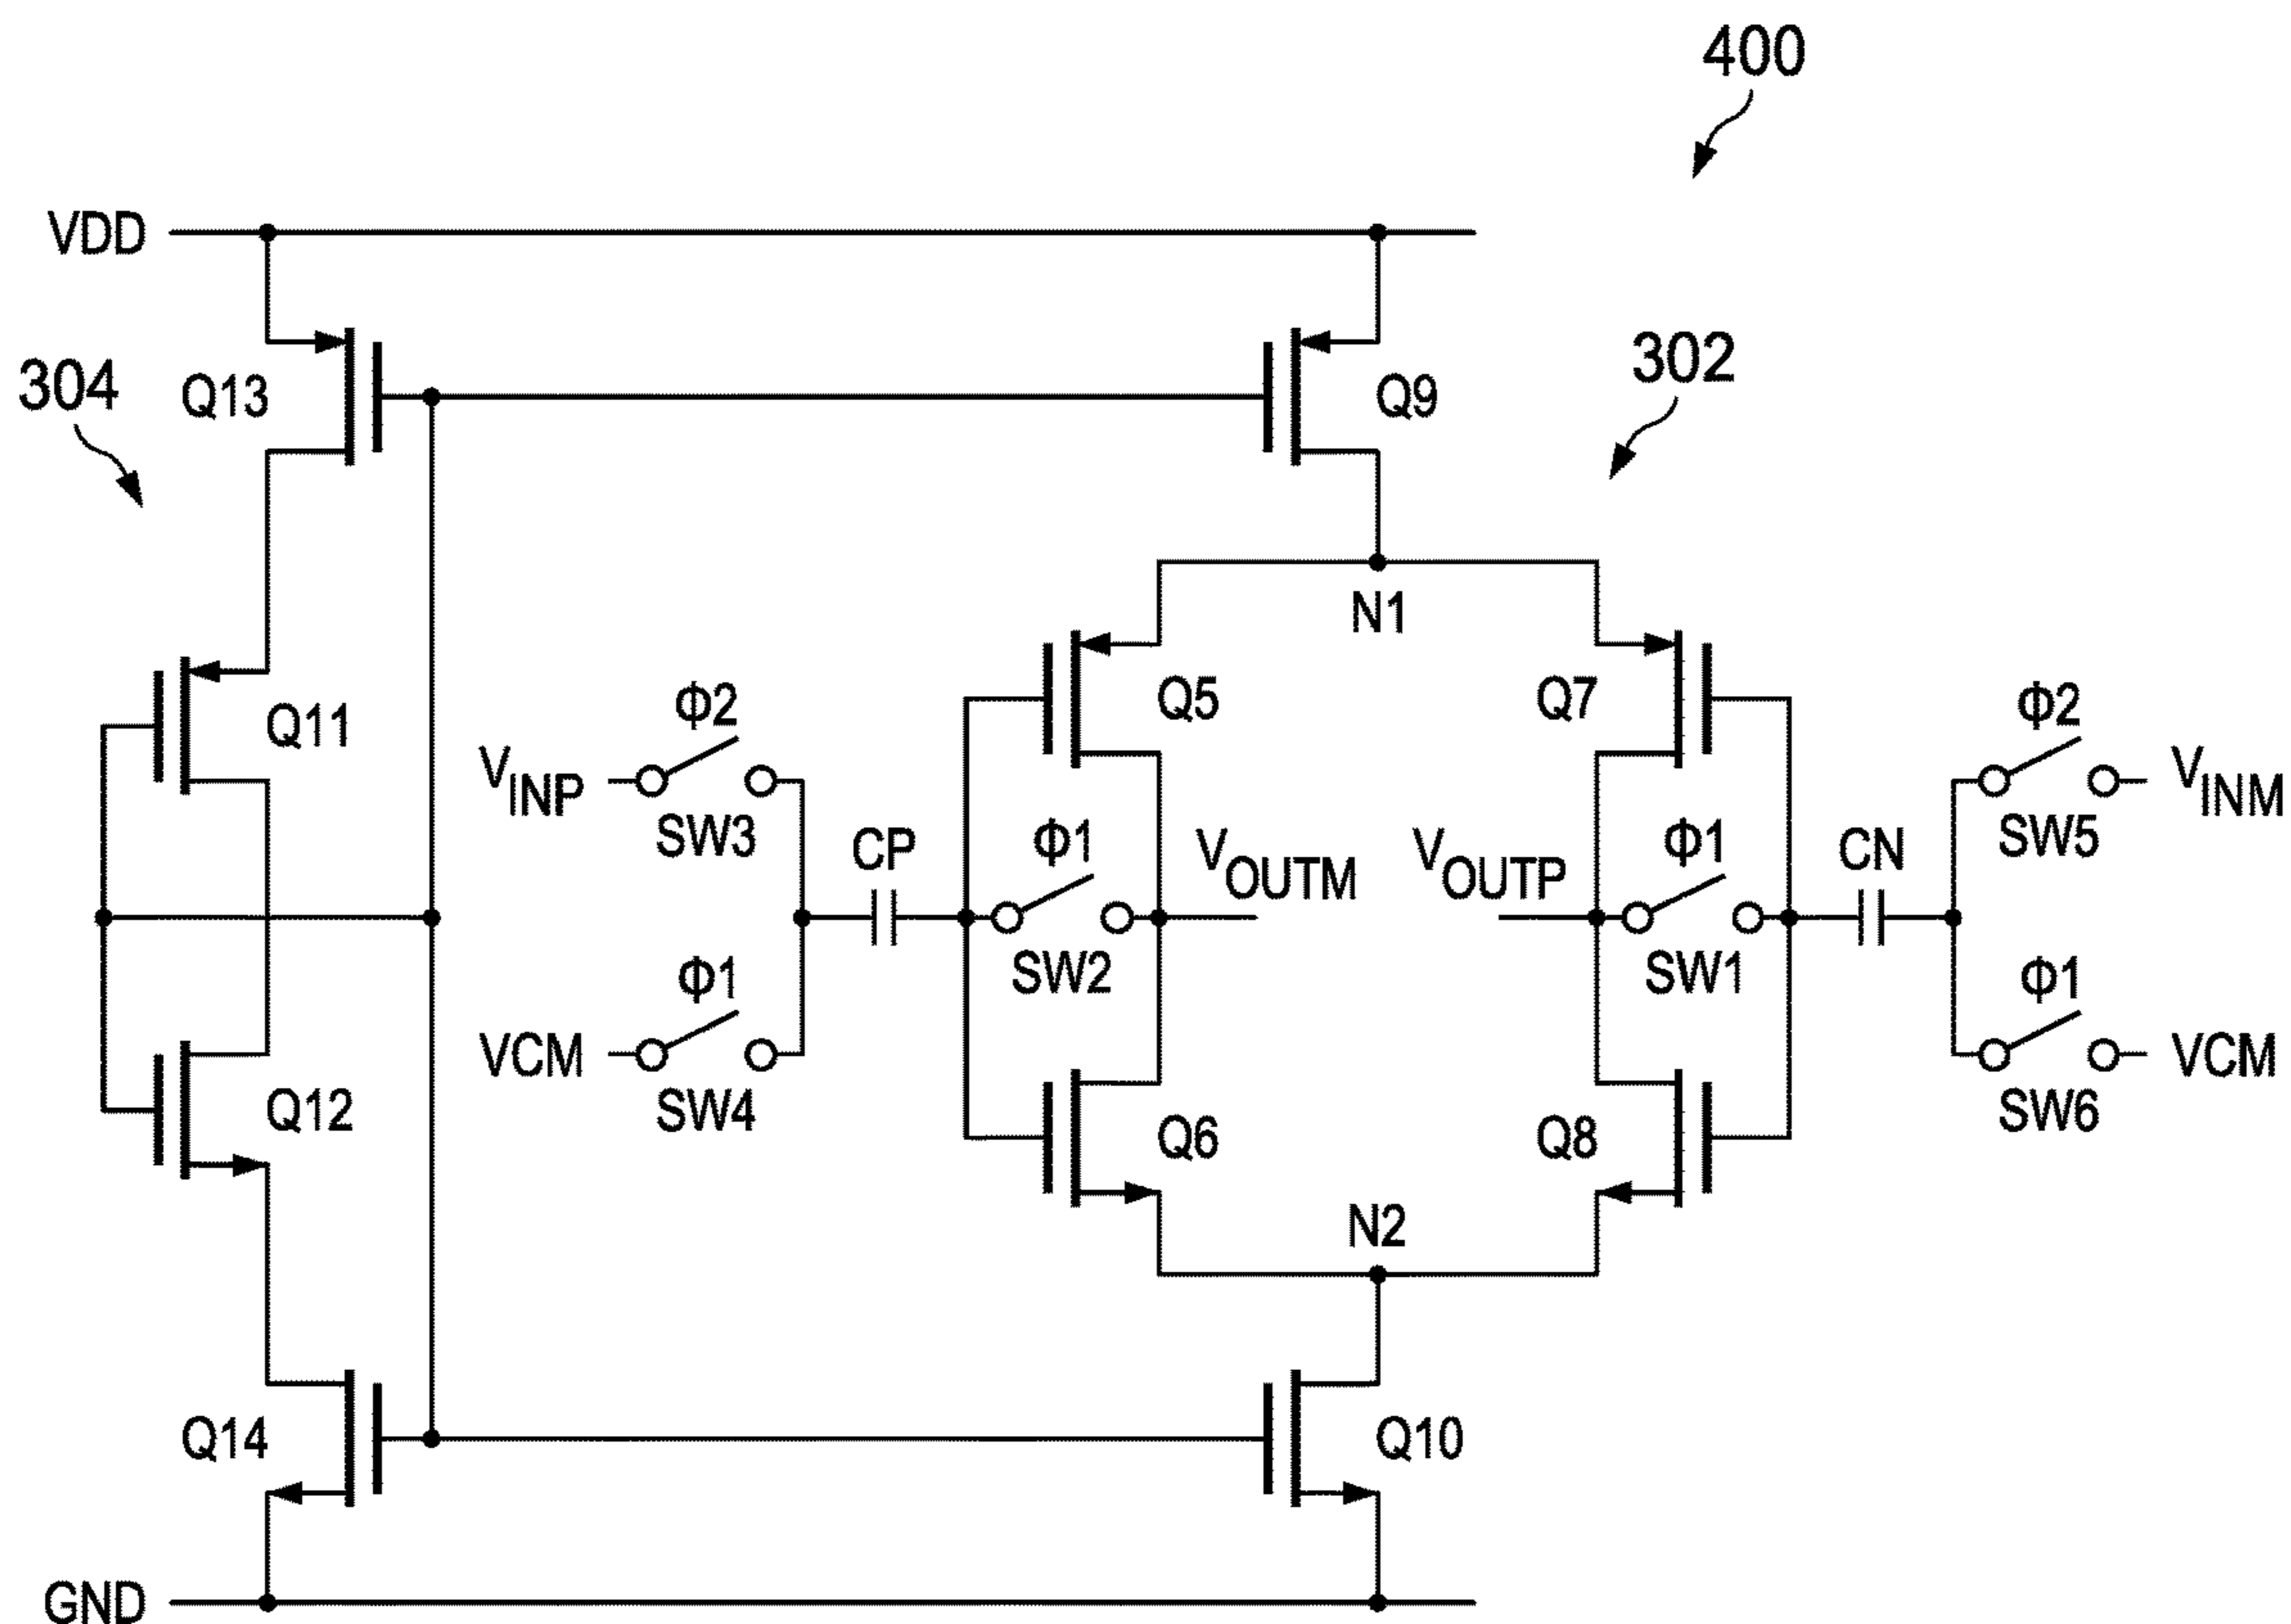 400
VDD
304
Q13
Q9
302
N1
Q11
Φ2
Q5
Q7
Φ2
VINP
SW3
CP
Φ1
VOUTM
VOUTP
Φ1
CN
SW5
VINM
Φ1
SW2
SW1
Φ1
VCM
SW4
Q12
Q6
Q8
SW6
VCM
N2
Q14
Q10
GND